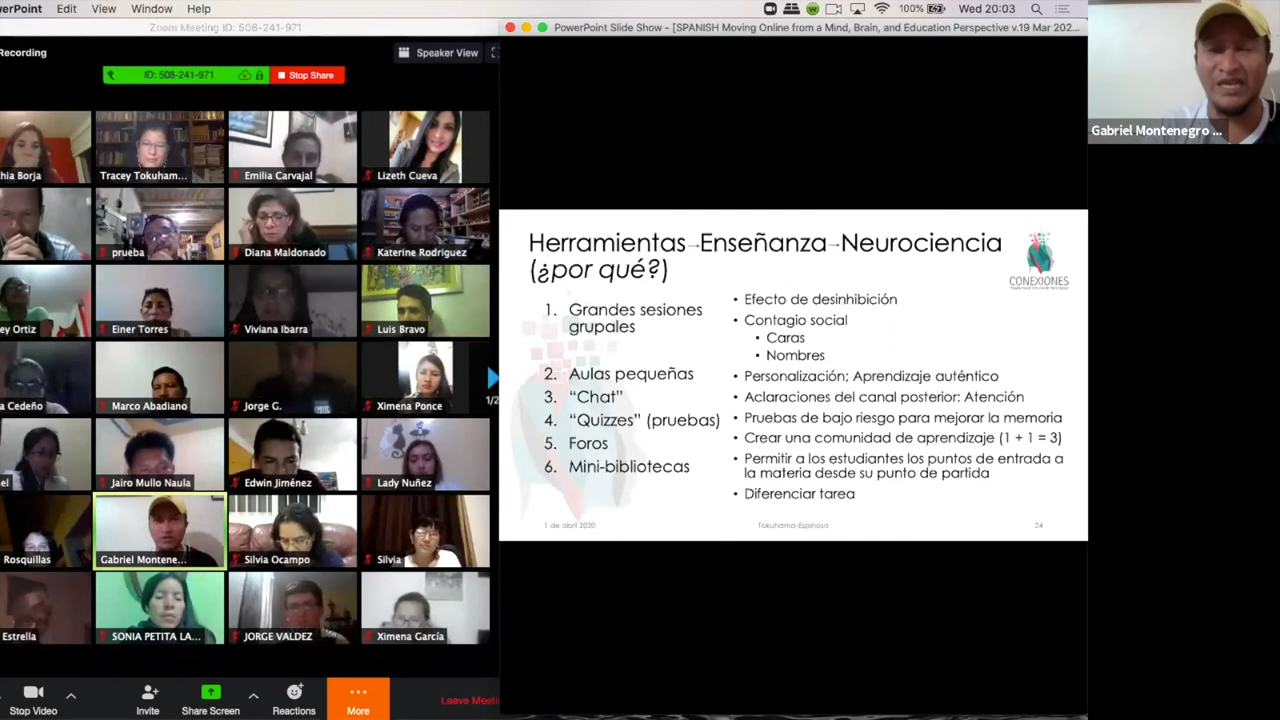 PowerPoint Edit View Window Help
100% Wed 20:03
Zoom Meeting ID: 508-241-971
PowerPoint Slide Show - [SPANISH Moving Online from a Mind, Brain, and Education Perspective v.19 Mar 202...
Recording
Speaker View
ID: 508-241-971
Stop Share
Gabriel Montenegro ...
thia Borja
Tracey Tokuham...
Emilia Carvajal
Lizeth Cueva
prueba
Diana Maldonado
Katerine Rodriguez
ey Ortiz
Einer Torres
Viviana Ibarra
Luis Bravo
a Cedeño
Marco Abadiano
Jorge G.
Ximena Ponce
1/2
el
Jairo Mullo Naula
Edwin Jiménez
Lady Nuñez
Rosquillas
Gabriel Montene...
Silvia Ocampo
Silvia
Estrella
SONIA PETITA LA...
JORGE VALDEZ
Ximena García
Stop Video
Invite
Share Screen
Reactions
More
Leave Meeti
Herramientas→Enseñanza→Neurociencia
(¿por qué?)
CONEXIONES
1. Grandes sesiones
grupales
2. Aulas pequeñas
3. “Chat”
4. “Quizzes” (pruebas)
5. Foros
6. Mini-bibliotecas
• Efecto de desinhibición
• Contagio social
• Caras
• Nombres
• Personalización; Aprendizaje auténtico
• Aclaraciones del canal posterior: Atención
• Pruebas de bajo riesgo para mejorar la memoria
• Crear una comunidad de aprendizaje (1 + 1 = 3)
• Permitir a los estudiantes los puntos de entrada a
la materia desde su punto de partida
• Diferenciar tarea
1 de abril 2020
Tokuhama-Espinosa
24